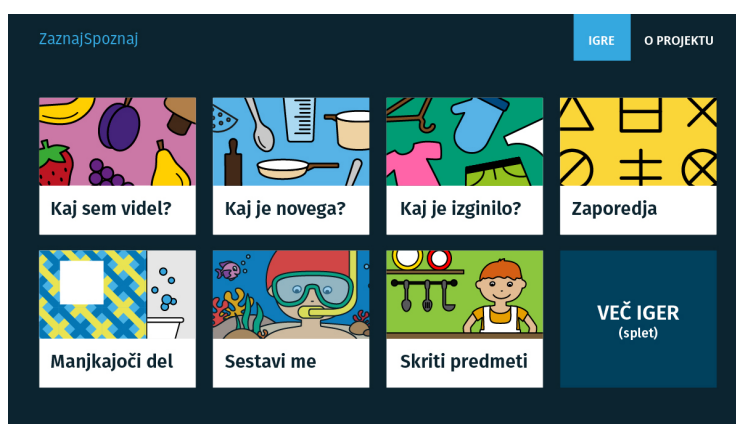 ZaznajSpoznaj
IGRE
O PROJEKTU
Kaj sem videl?
Kaj je novega?
Kaj je izginilo?
Zaporedja
Manjkajoči del
Sestavi me
Skriti predmeti
VEČ IGER
(splet)